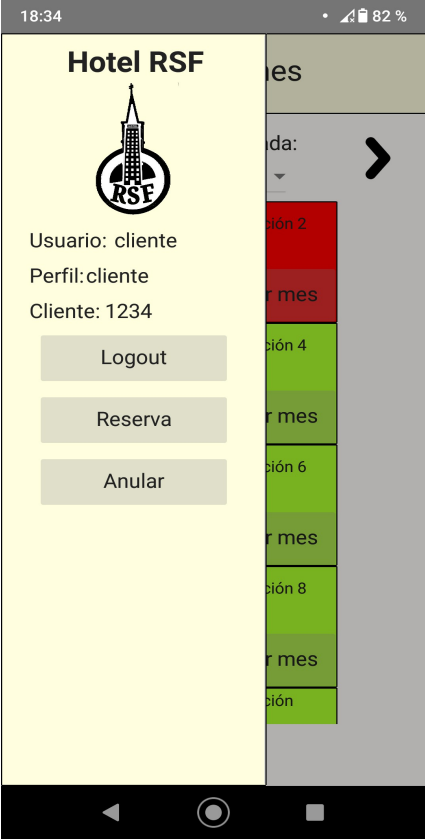 18:34
82 %
Hotel RSF
RSF
Usuario: cliente
Perfil:cliente
Cliente: 1234
Logout
Reserva
Anular
nes
da:
ción 2
r mes
ción 4
r mes
ción 6
r mes
ción 8
r mes
ción